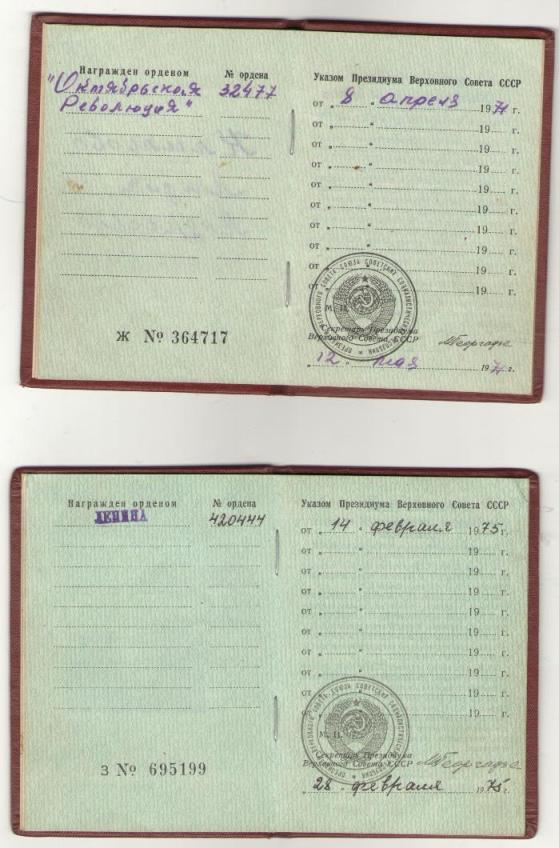 Награжден орденом № ордена
"Октябрьская 32477
Революция"
Указом Президиума Верховного Совета СССР
от „ 8 " апреля 1971 г.
от „ " 19 г.
от „ " 19 г.
от „ " 19 г.
от „ " 19 г.
от „ " 19 г.
от „ " 19 г.
от „ " 19 г.
от „ " 19 г.
от „ 19 г.
Ж № 364717
М. П.
Секретарь Президиума
Верховного Совета СССР
„ 12 " мая 1971 г.
Награжден орденом № ордена
ЛЕНИНА 420444
Указом Президиума Верховного Совета СССР
от „ 14 " февраля 1975 г.
от „ " 19 г.
от „ " 19 г.
от „ " 19 г.
от „ " 19 г.
от „ " 19 г.
от „ " 19 г.
от „ " 19 г.
от „ " 19 г.
от „ 19 г.
З № 695199
М. П.
Секретарь Президиума
Верховного Совета СССР
„ 28 " февраля 1975 г.